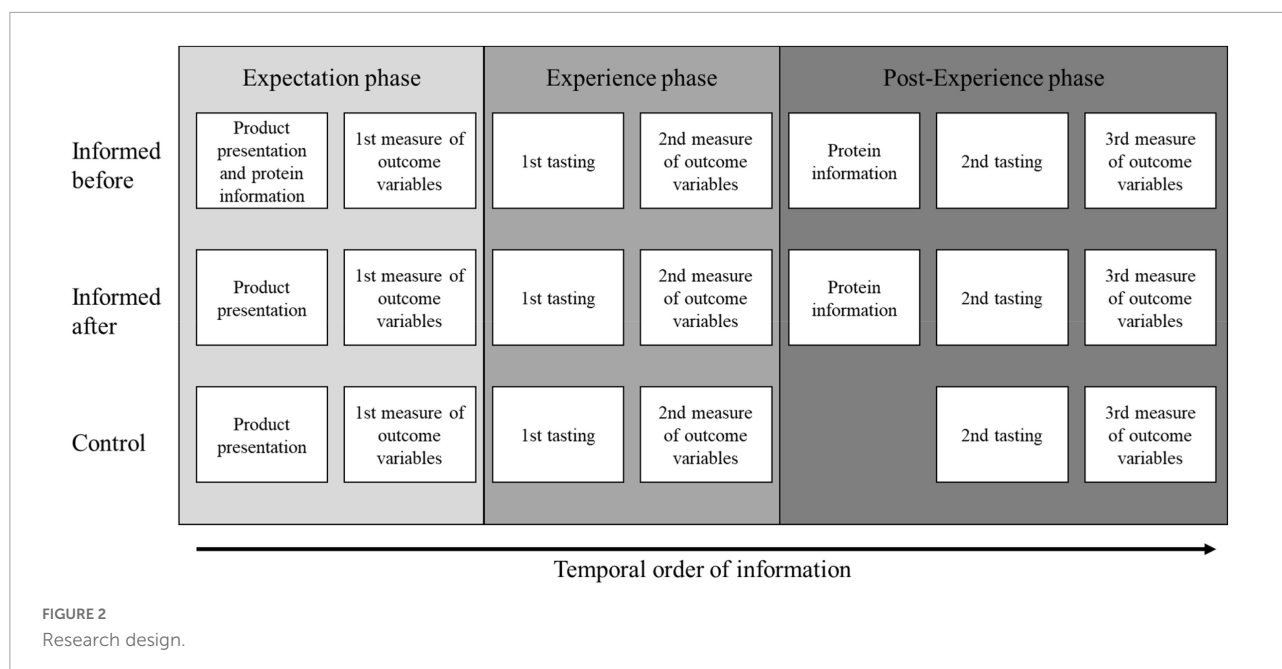 Expectation phase
Experience phase
Post-Experience phase
Informed
before
Product
presentation
and protein
information
1st measure of
outcome
variables
1st tasting
2nd measure
of outcome
variables
Protein
information
2nd tasting
3rd measure
of outcome
variables
Informed
after
Product
presentation
1st measure of
outcome
variables
1st tasting
2nd measure
of outcome
variables
Protein
information
2nd tasting
3rd measure
of outcome
variables
Control
Product
presentation
1st measure of
outcome
variables
1st tasting
2nd measure
of outcome
variables
2nd tasting
3rd measure
of outcome
variables
Temporal order of information
FIGURE 2
Research design.